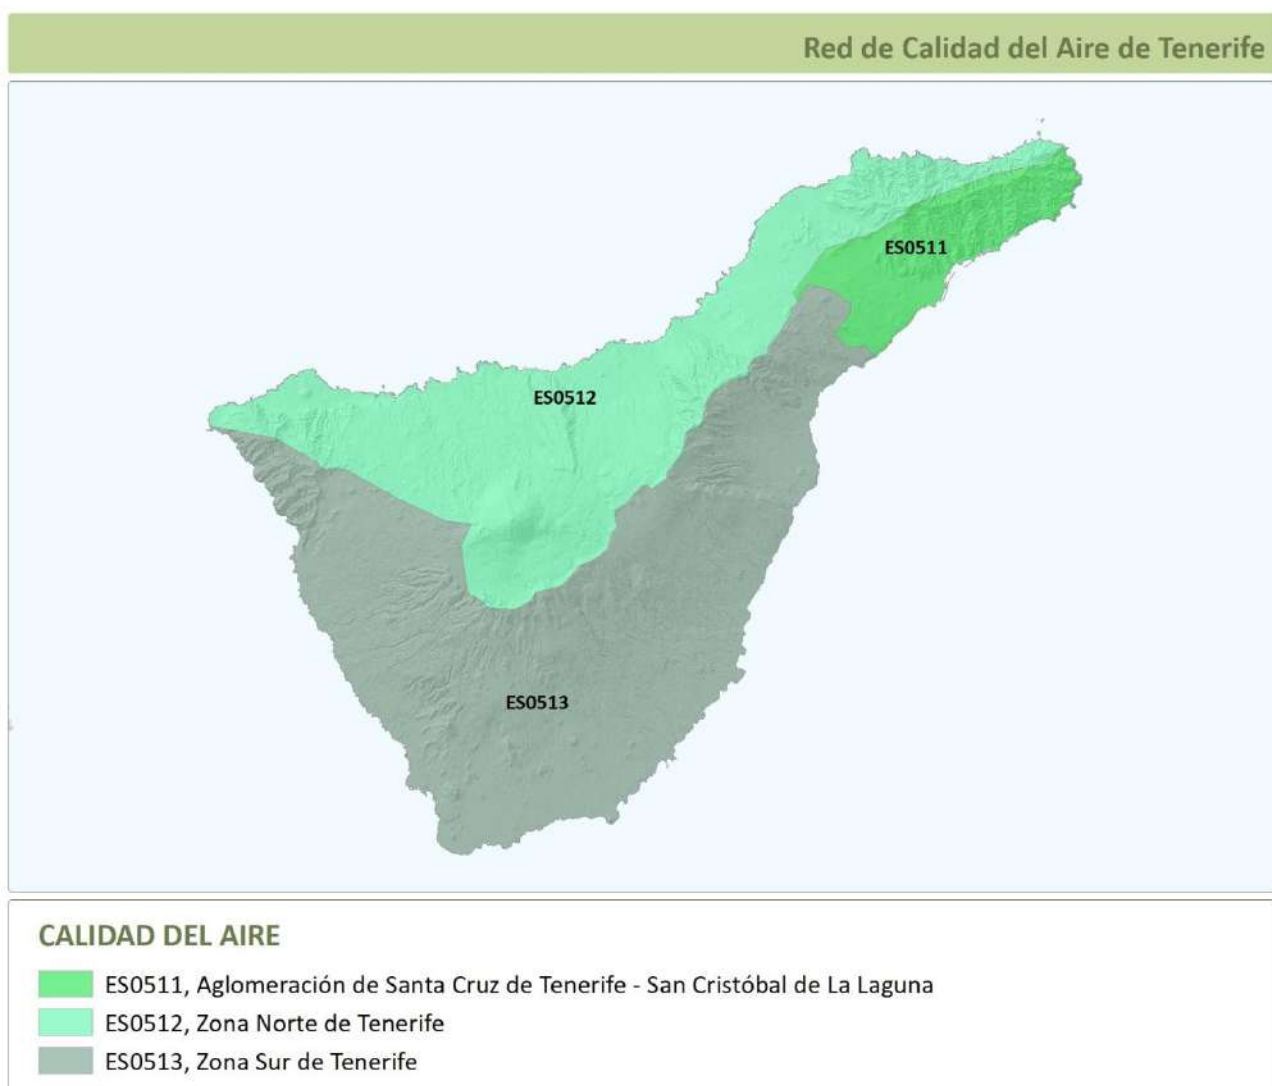 Red de Calidad del Aire de Tenerife
ES0511
ES0512
ES0513
CALIDAD DEL AIRE
ES0511, Aglomeración de Santa Cruz de Tenerife - San Cristóbal de La Laguna
ES0512, Zona Norte de Tenerife
ES0513, Zona Sur de Tenerife